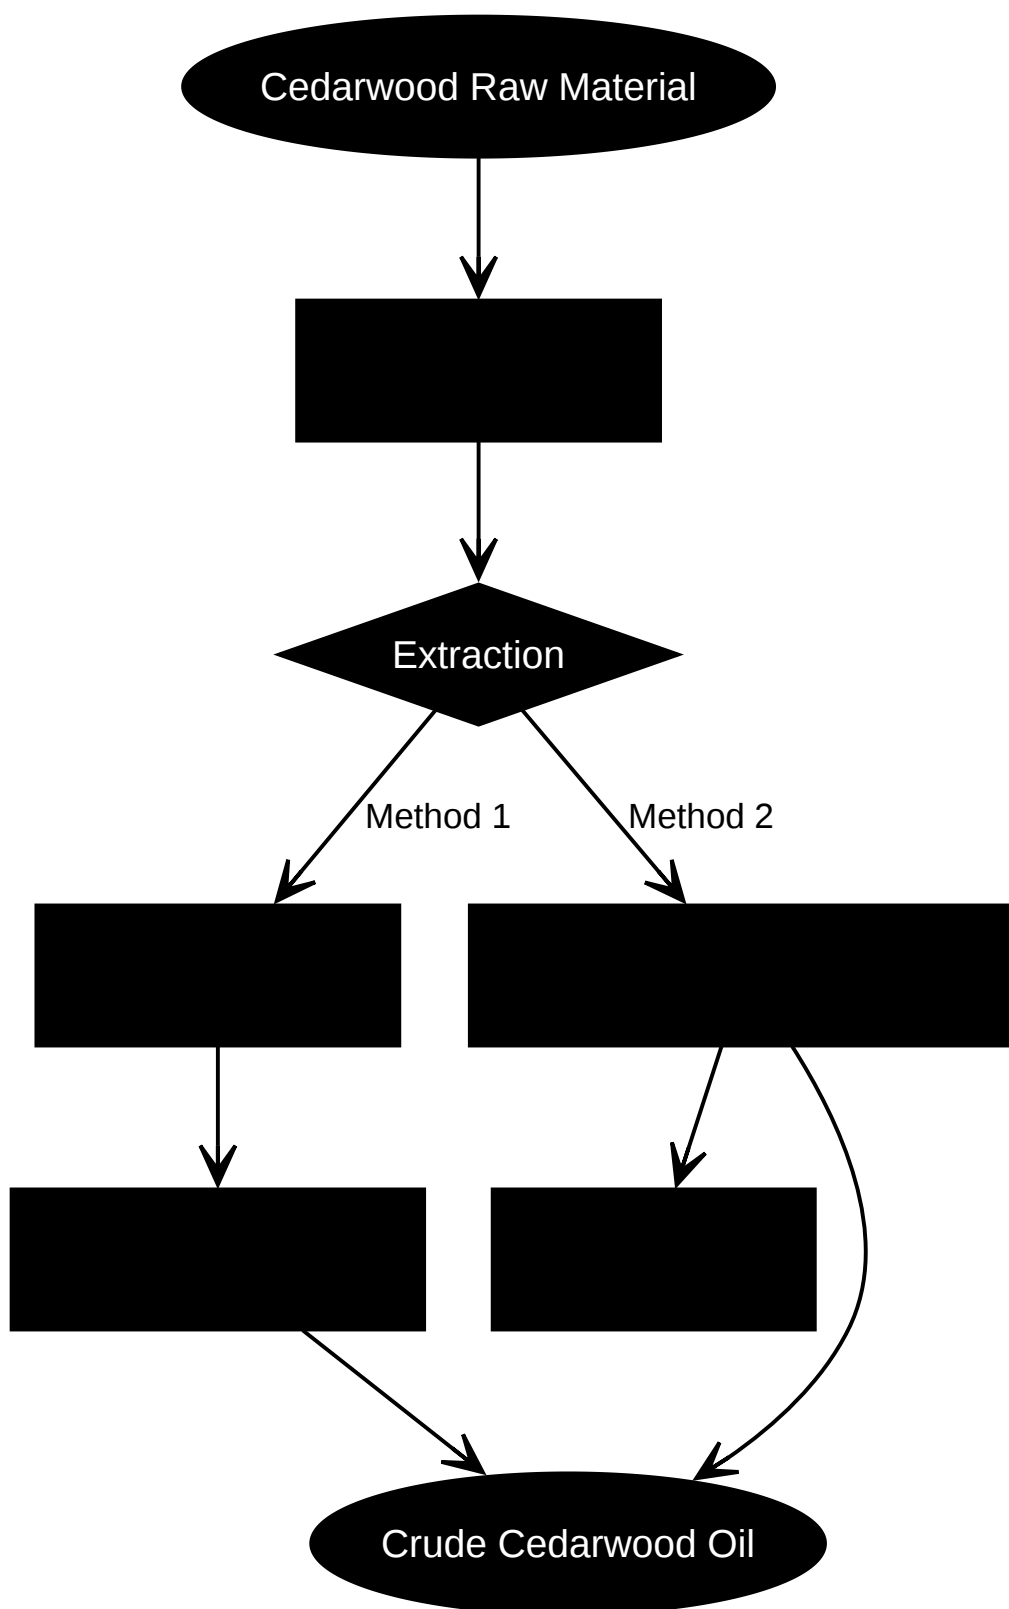 Cedarwood Raw Material
Extraction
Method 1
Method 2
Crude Cedarwood Oil